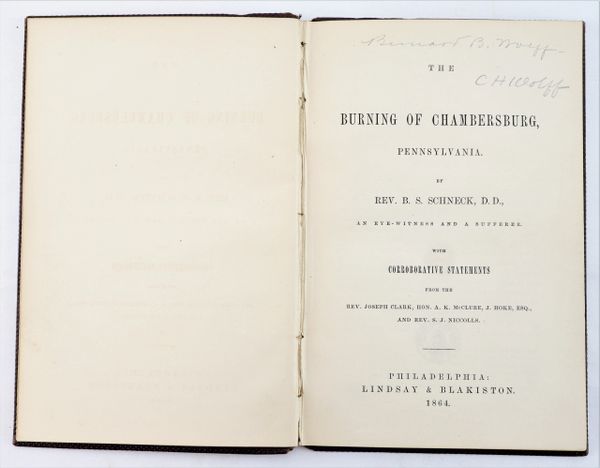 Bernard B. Wolff
C H Wolff
THE
BURNING OF CHAMBERSBURG,
PENNSYLVANIA.
BY
REV. B. S. SCHNECK, D. D.,
AN EYE-WITNESS AND A SUFFERER.
WITH
CORROBORATIVE STATEMENTS
FROM THE
REV. JOSEPH CLARK, HON. A. K. McCLURE, J. HOKE, ESQ.,
AND REV. S. J. NICCOLLS.
PHILADELPHIA:
LINDSAY & BLAKISTON.
1864.